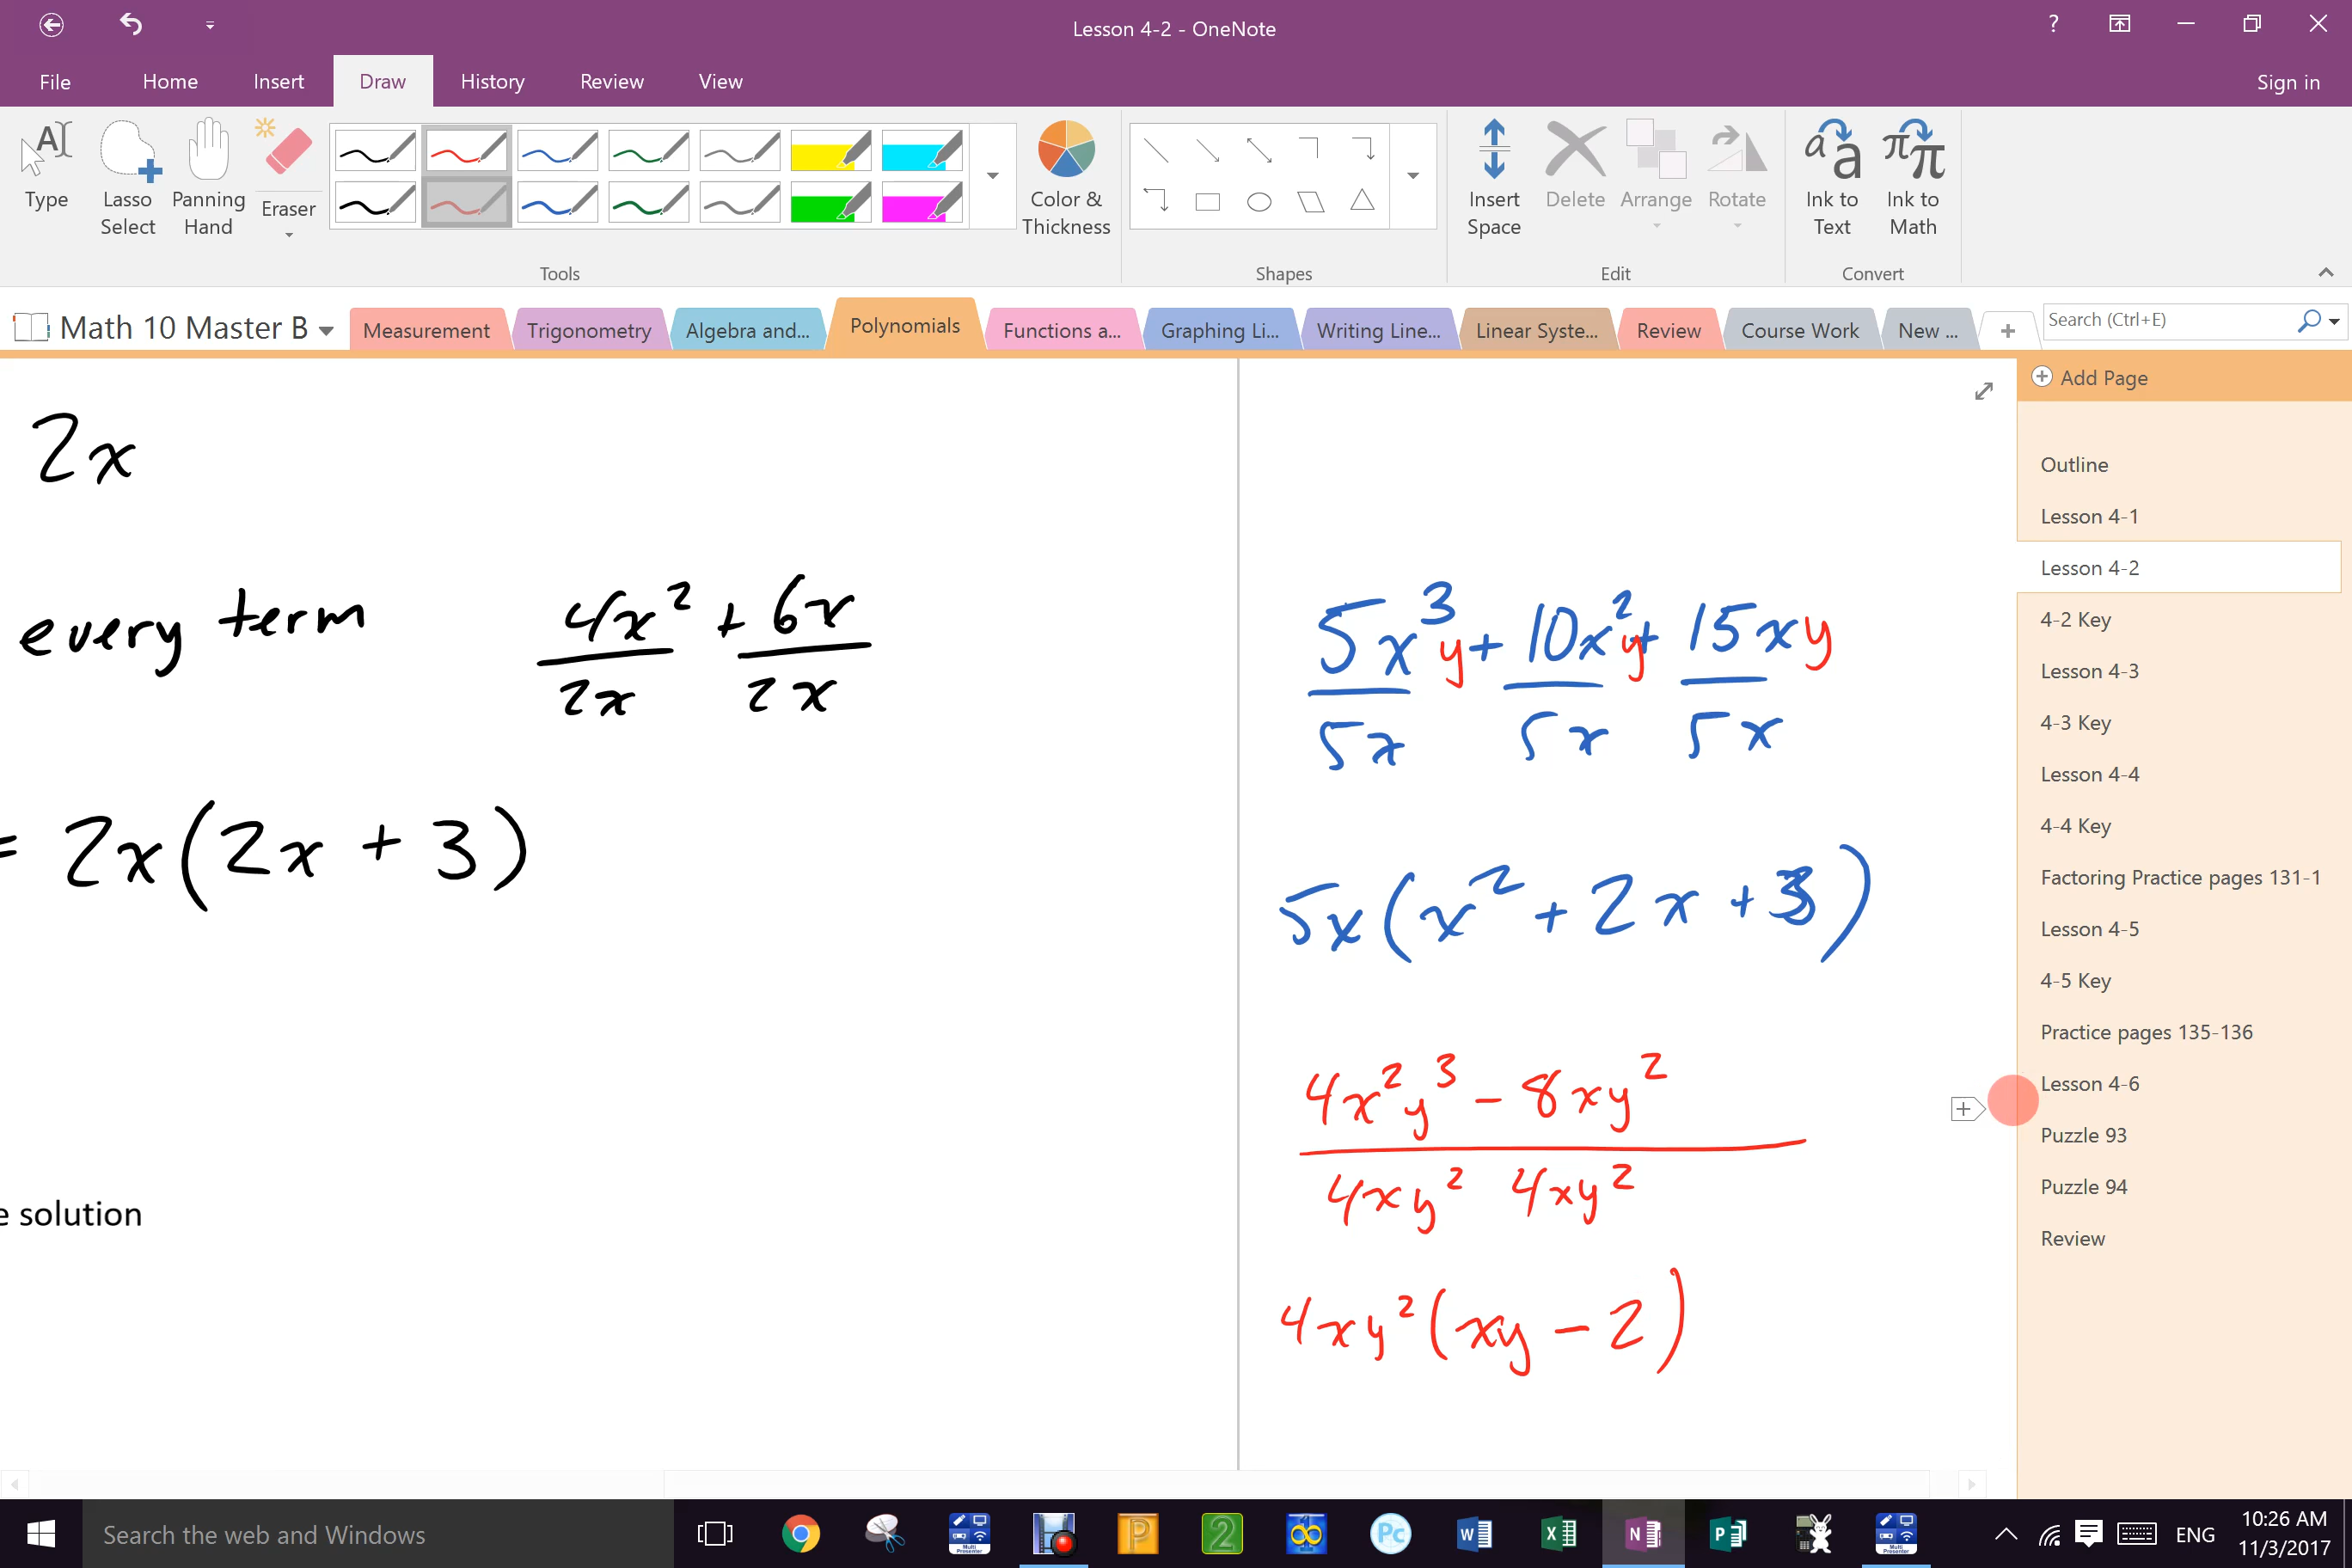 Lesson 4-2 - OneNote
?
File Home Insert Draw History Review View
Sign in
Type
Lasso Select
Panning Hand
Eraser
Color & Thickness
Insert Space
Delete
Arrange
Rotate
Ink to Text
Ink to Math
Tools
Shapes
Edit
Convert
Math 10 Master B
Measurement
Trigonometry
Algebra and...
Polynomials
Functions a...
Graphing Li...
Writing Line...
Linear Syste...
Review
Course Work
New ...
Search (Ctrl+E)
Add Page
Outline
Lesson 4-1
Lesson 4-2
4-2 Key
Lesson 4-3
4-3 Key
Lesson 4-4
4-4 Key
Factoring Practice pages 131-1
Lesson 4-5
4-5 Key
Practice pages 135-136
Lesson 4-6
Puzzle 93
Puzzle 94
Review
2x
every term
4x² + 6x
2x 2x
= 2x(2x + 3)
e solution
5x³y + 10x²y + 15xy
5x 5x 5x
5x(x² + 2x + 3)
4x²y³ - 8xy²
4xy² 4xy²
4xy²(xy - 2)
Search the web and Windows
ENG
10:26 AM
11/3/2017